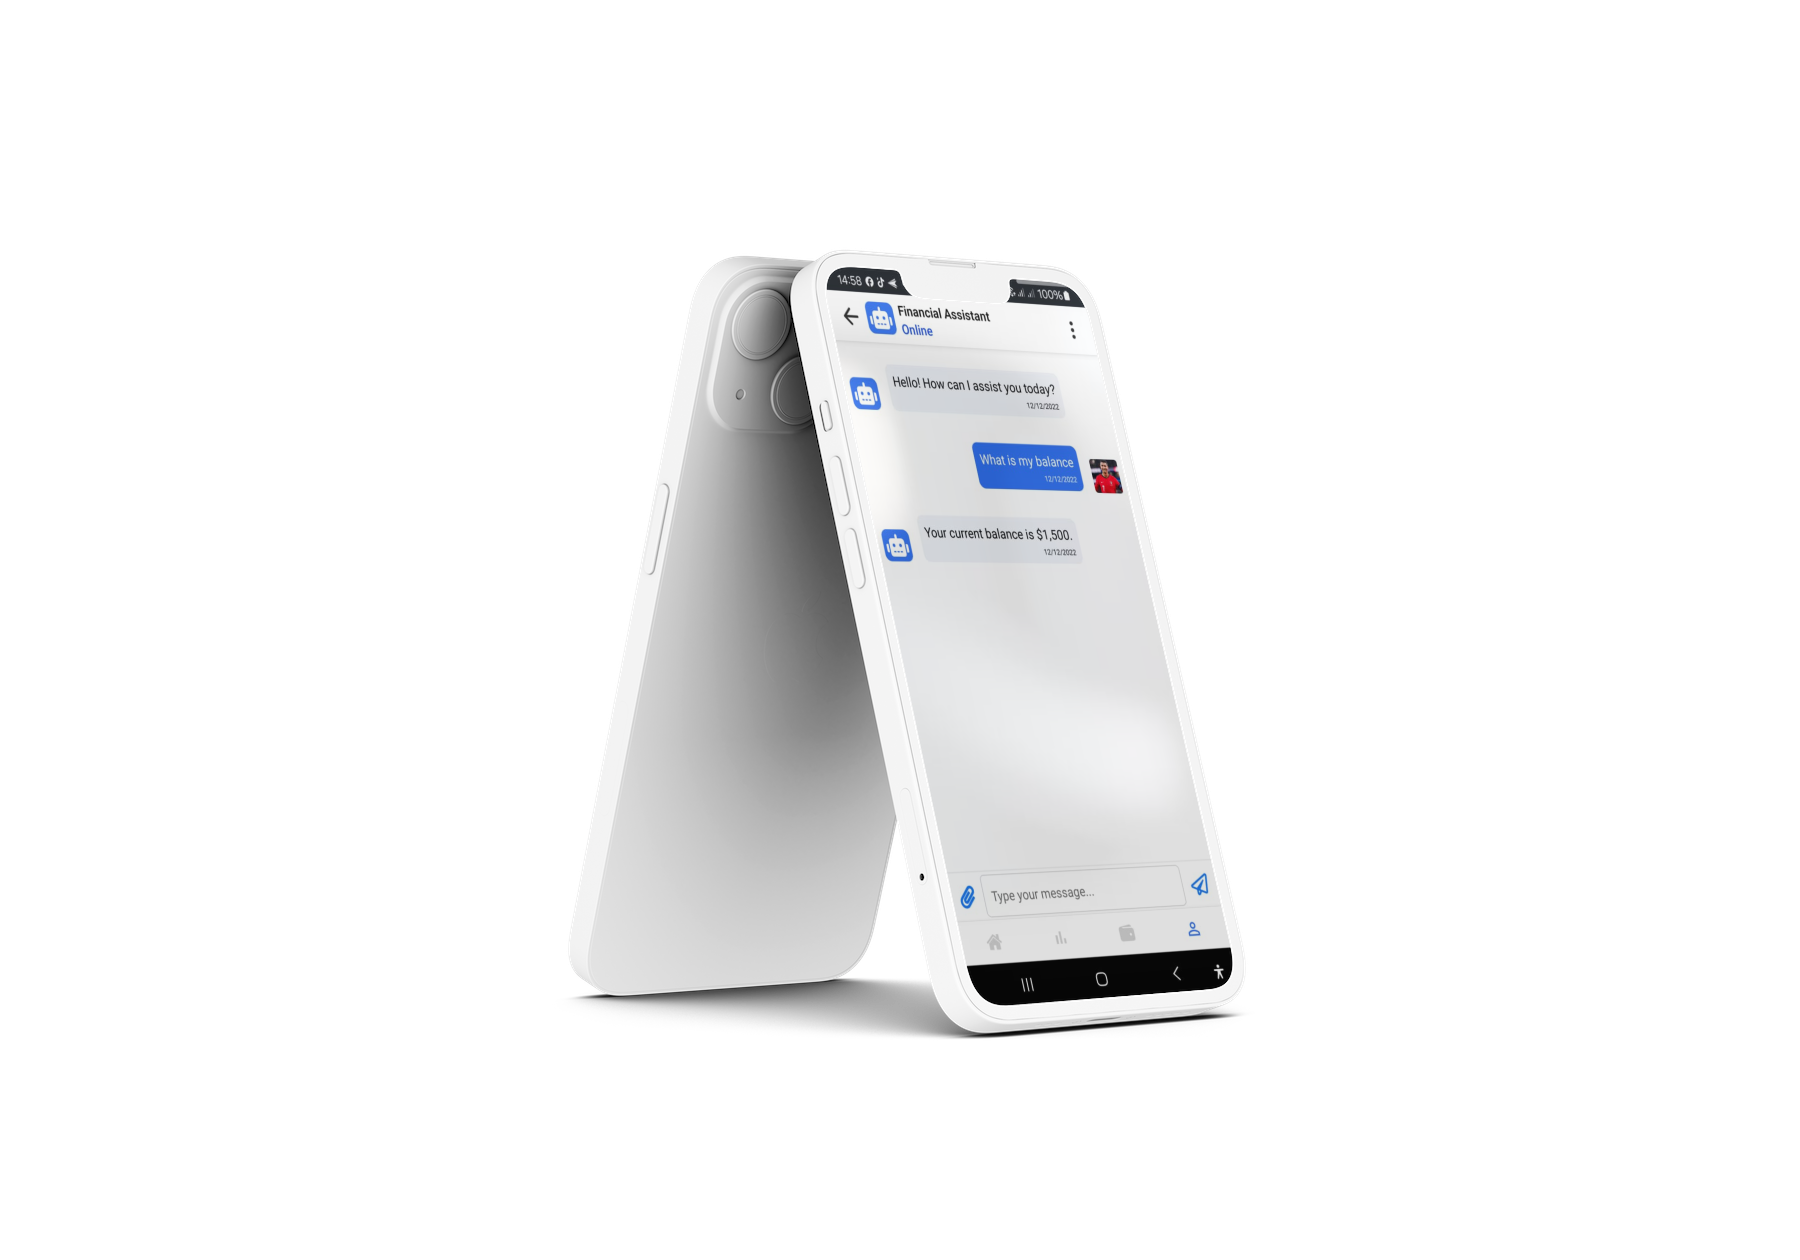 14:58
100%
Financial Assistant
Online
Hello! How can I assist you today?
12/12/2022
What is my balance
12/12/2022
Your current balance is $1,500.
12/12/2022
Type your message...